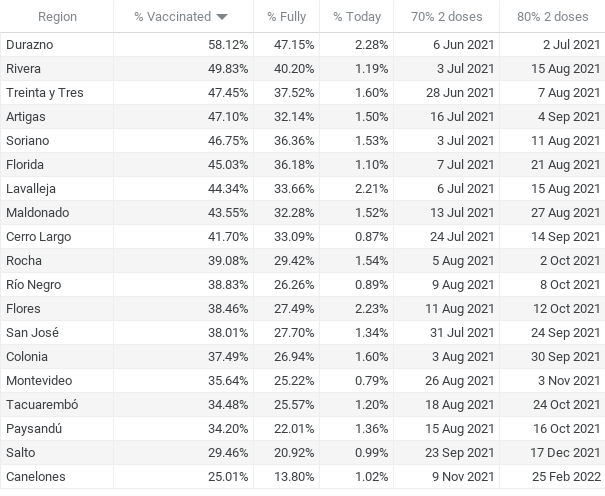 Region % Vaccinated % Fully % Today 70% 2 doses 80% 2 doses
Durazno 58.12% 47.15% 2.28% 6 Jun 2021 2 Jul 2021
Rivera 49.83% 40.20% 1.19% 3 Jul 2021 15 Aug 2021
Treinta y Tres 47.45% 37.52% 1.60% 28 Jun 2021 7 Aug 2021
Artigas 47.10% 32.14% 1.50% 16 Jul 2021 4 Sep 2021
Soriano 46.75% 36.36% 1.53% 3 Jul 2021 11 Aug 2021
Florida 45.03% 36.18% 1.10% 7 Jul 2021 21 Aug 2021
Lavalleja 44.34% 33.66% 2.21% 6 Jul 2021 15 Aug 2021
Maldonado 43.55% 32.28% 1.52% 13 Jul 2021 27 Aug 2021
Cerro Largo 41.70% 33.09% 0.87% 24 Jul 2021 14 Sep 2021
Rocha 39.08% 29.42% 1.54% 5 Aug 2021 2 Oct 2021
Río Negro 38.83% 26.26% 0.89% 9 Aug 2021 8 Oct 2021
Flores 38.46% 27.49% 2.23% 11 Aug 2021 12 Oct 2021
San José 38.01% 27.70% 1.34% 31 Jul 2021 24 Sep 2021
Colonia 37.49% 26.94% 1.60% 3 Aug 2021 30 Sep 2021
Montevideo 35.64% 25.22% 0.79% 26 Aug 2021 3 Nov 2021
Tacuarembó 34.48% 25.57% 1.20% 18 Aug 2021 24 Oct 2021
Paysandú 34.20% 22.01% 1.36% 15 Aug 2021 16 Oct 2021
Salto 29.46% 20.92% 0.99% 23 Sep 2021 17 Dec 2021
Canelones 25.01% 13.80% 1.02% 9 Nov 2021 25 Feb 2022